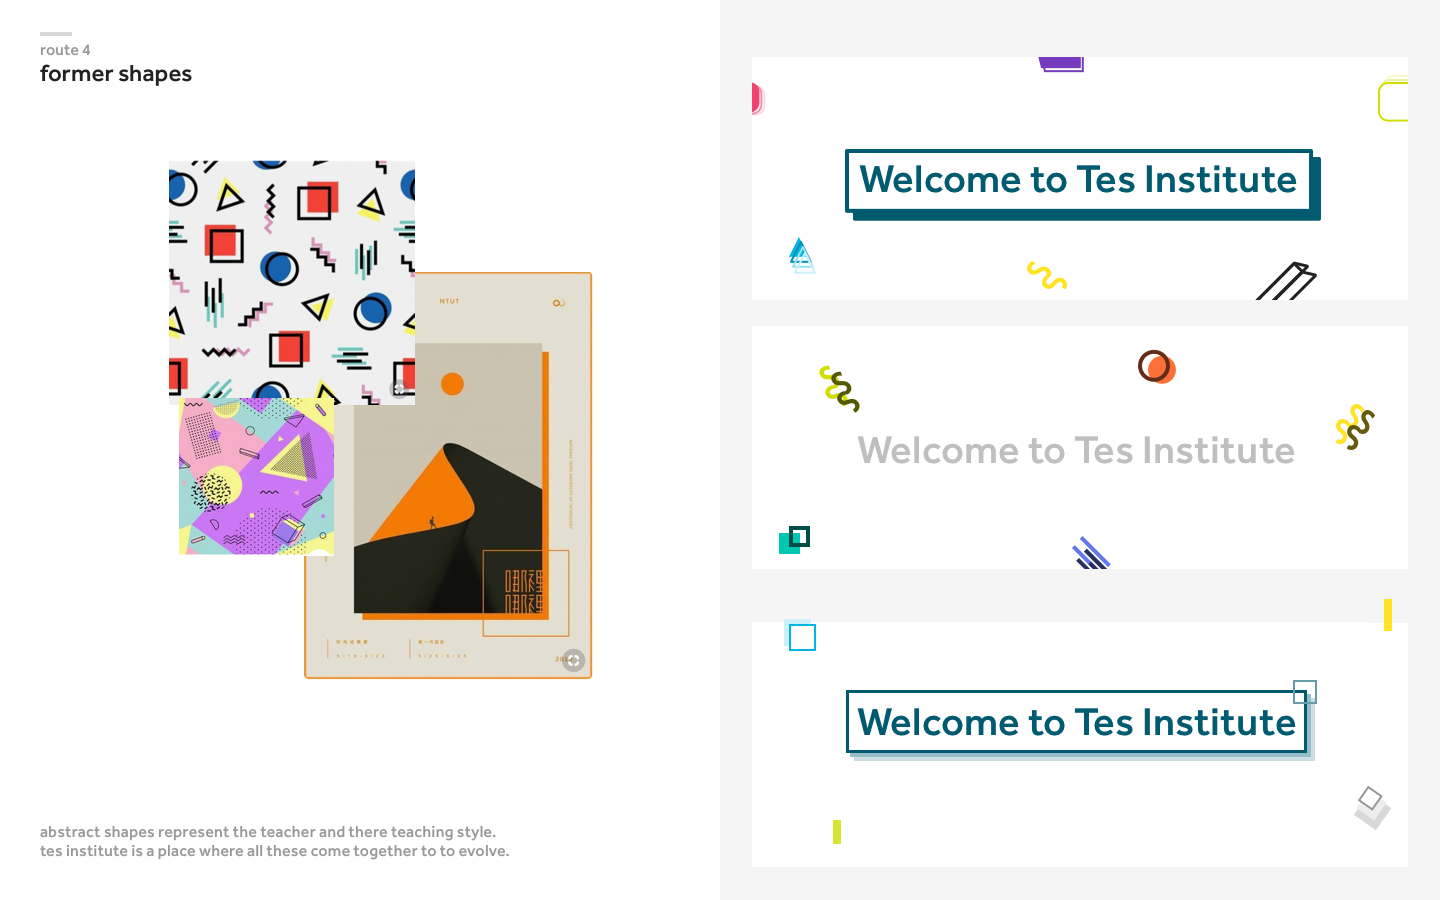 route 4
former shapes
NTUT
abstract shapes represent the teacher and there teaching style.
tes institute is a place where all these come together to to evolve.
Welcome to Tes Institute
Welcome to Tes Institute
Welcome to Tes Institute